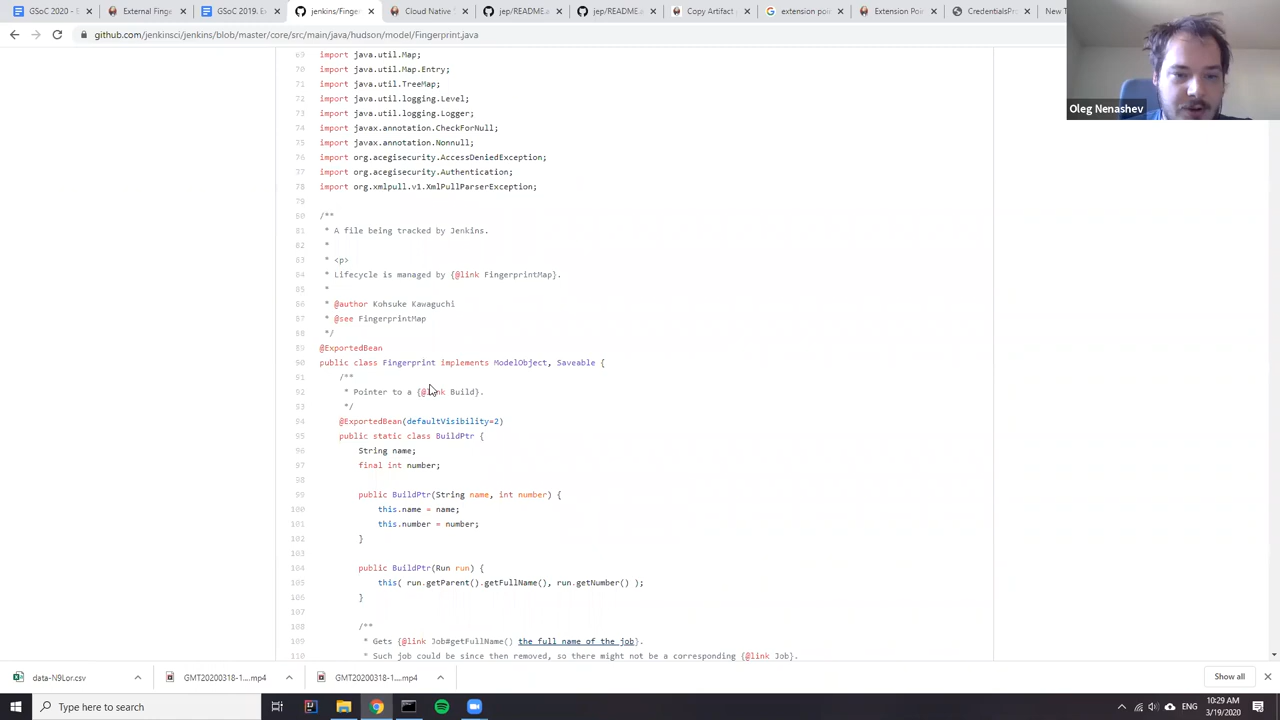 GSoC 2020 -
External Finge
GSoC 2019. E
jenkins/Finger
Cloud Native
jep/README.a
jep/README.a
Copy Artifact
extension poi
Extension Poi
CredentialsPr
New T
github.com/jenkinsci/jenkins/blob/master/core/src/main/java/hudson/model/Fingerprint.java
Oleg Nenashev
69 import java.util.Map;
70 import java.util.Map.Entry;
71 import java.util.TreeMap;
72 import java.util.logging.Level;
73 import java.util.logging.Logger;
74 import javax.annotation.CheckForNull;
75 import javax.annotation.Nonnull;
76 import org.acegisecurity.AccessDeniedException;
77 import org.acegisecurity.Authentication;
78 import org.xmlpull.v1.XmlPullParserException;
79
80 /**
81 * A file being tracked by Jenkins.
82 *
83 * <p>
84 * Lifecycle is managed by {@link FingerprintMap}.
85 *
86 * @author Kohsuke Kawaguchi
87 * @see FingerprintMap
88 */
89 @ExportedBean
90 public class Fingerprint implements ModelObject, Saveable {
91 /**
92 * Pointer to a {@link Build}.
93 */
94 @ExportedBean(defaultVisibility=2)
95 public static class BuildPtr {
96 String name;
97 final int number;
98
99 public BuildPtr(String name, int number) {
100 this.name = name;
101 this.number = number;
102 }
103
104 public BuildPtr(Run run) {
105 this( run.getParent().getFullName(), run.getNumber() );
106 }
107
108 /**
109 * Gets {@link Job#getFullName() the full name of the job}.
110 * Such job could be since then removed, so there might not be a corresponding {@link Job}.
data-N9Lor.csv
GMT20200318-1....mp4
GMT20200318-1....mp4
Show all
Type here to search
10:29 AM
3/19/2020